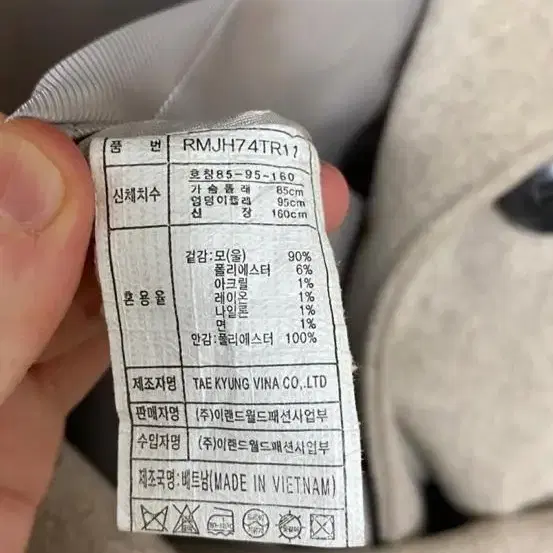 품 번 RMJH74TR11
호칭85-95-160
신체치수
가슴둘레 85cm
엉덩이둘레 95cm
신 장 160cm
혼용율
겉감:모(울) 90%
폴리에스터 6%
아크릴 1%
레이온 1%
나일론 1%
면 1%
안감:폴리에스터 100%
제조자명 TAE KYUNG VINA CO,.LTD
판매자명 (주)이랜드월드패션사업부
수입자명 (주)이랜드월드패션사업부
제조국명:베트남(MADE IN VIETNAM)